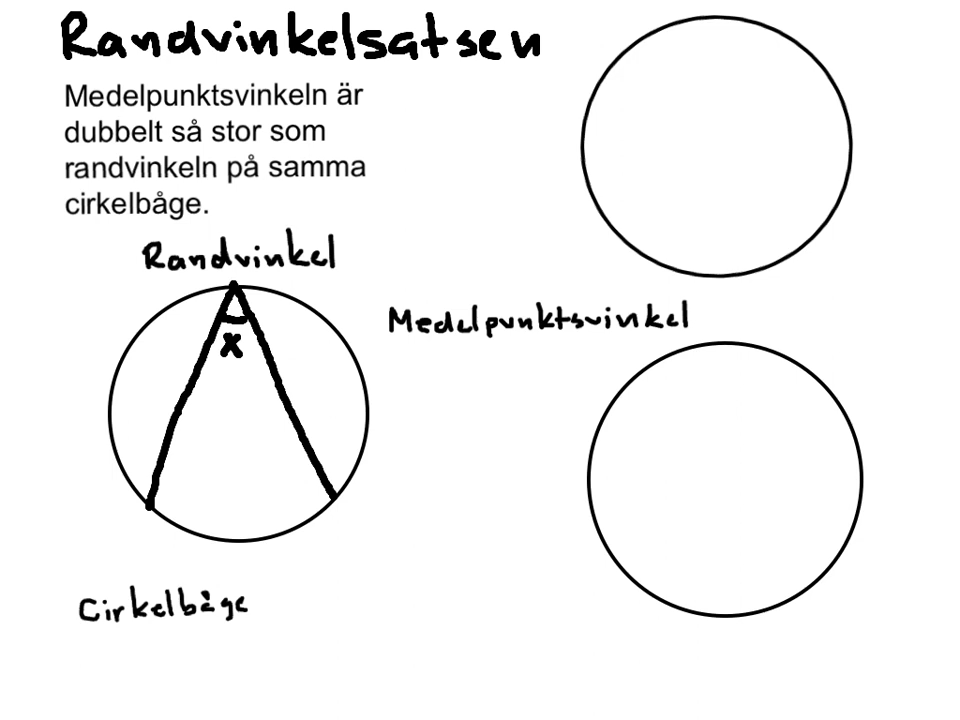 Randvinkelsatsen
Medelpunktsvinkeln är
dubbelt så stor som
randvinkeln på samma
cirkelbåge.
Randvinkel
x
Medelpunktsvinkel
Cirkelbåge